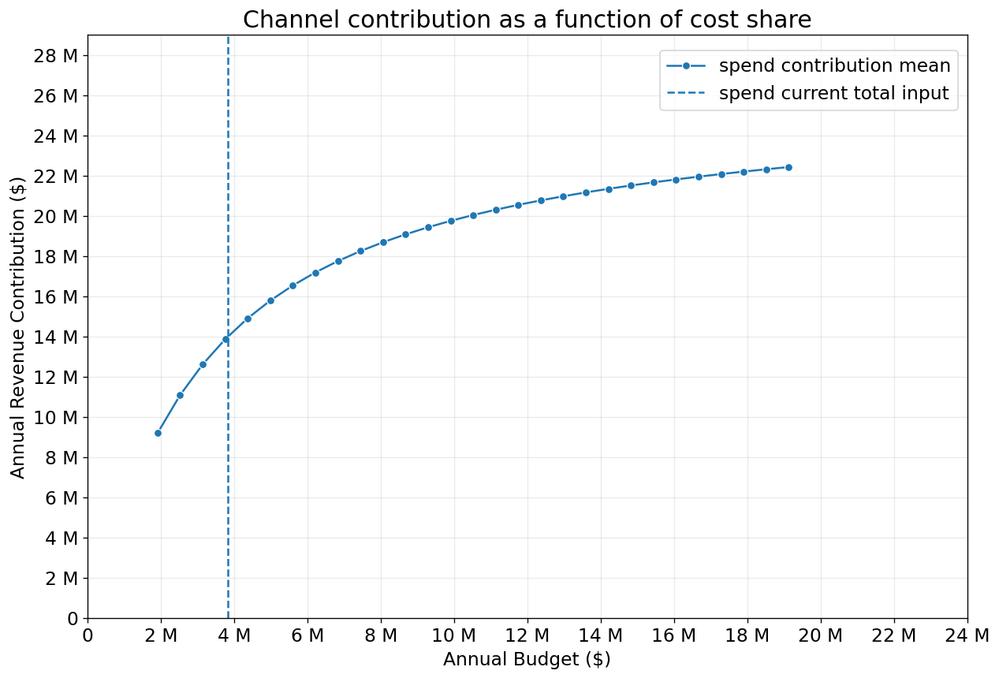 Channel contribution as a function of cost share
28 M
26 M
24 M
22 M
20 M
18 M
16 M
14 M
12 M
10 M
8 M
6 M
4 M
2 M
0
Annual Revenue Contribution ($)
spend contribution mean
spend current total input
0 2 M 4 M 6 M 8 M 10 M 12 M 14 M 16 M 18 M 20 M 22 M 24 M
Annual Budget ($)